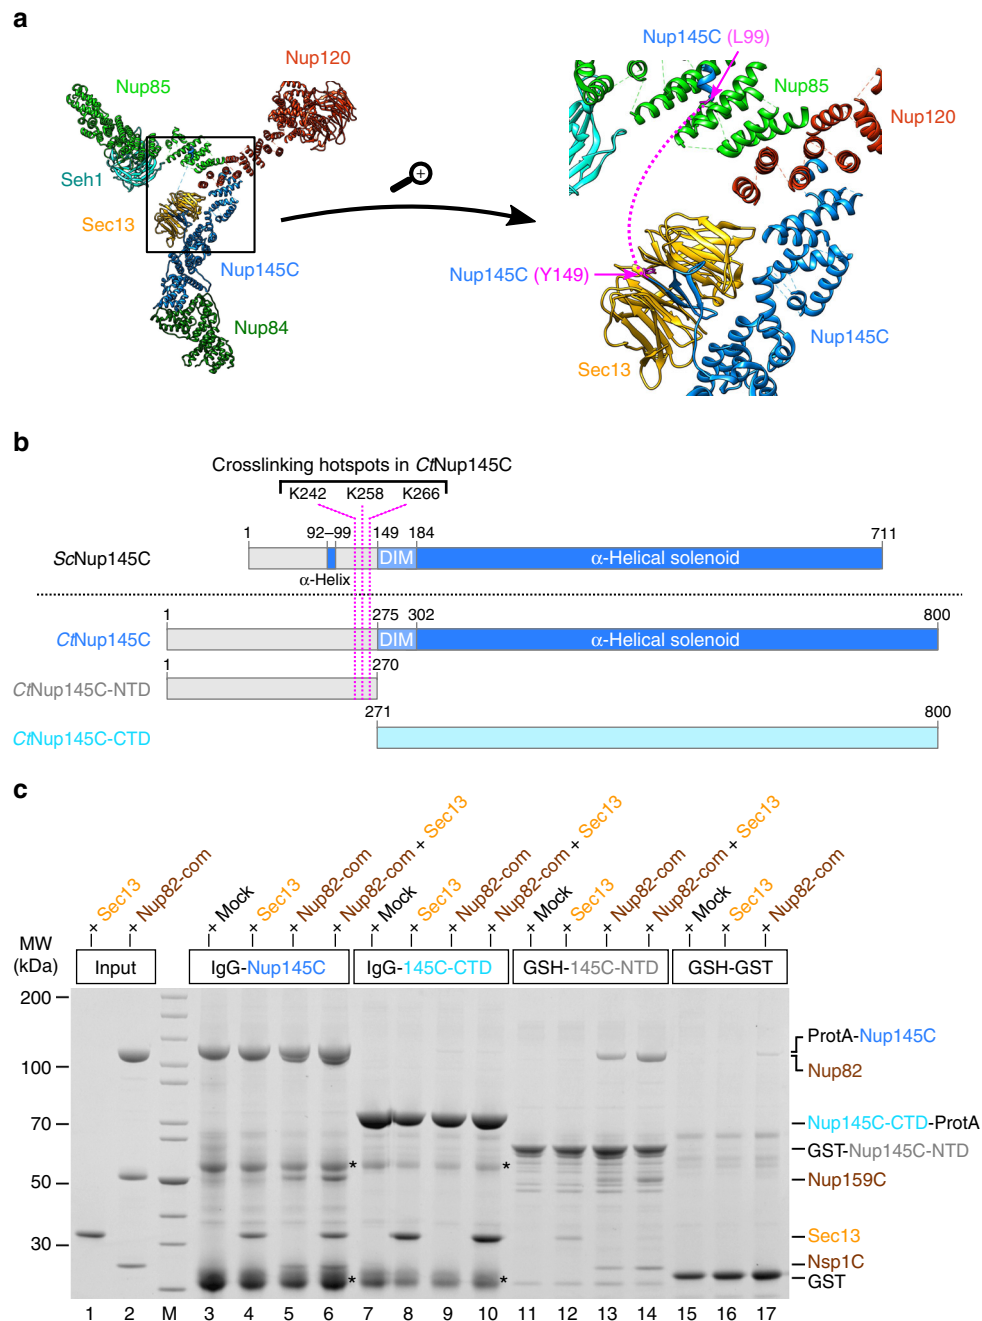 a
Nup145C (L99)
Nup85
Nup120
Nup85
Nup120
Seh1
Sec13
Nup145C
Nup84
Nup145C (Y149)
Nup145C
Sec13
b
Crosslinking hotspots in CtNup145C
K242 K258 K266
1 92–99 149 184 711
ScNup145C DIM α-Helical solenoid
α-Helix
1 275 302 800
CtNup145C DIM α-Helical solenoid
1 270
CtNup145C-NTD
271 800
CtNup145C-CTD
c
+ Sec13
+ Nup82-com
+ Mock
+ Sec13
+ Nup82-com
+ Nup82-com + Sec13
+ Mock
+ Sec13
+ Nup82-com
+ Nup82-com + Sec13
+ Mock
+ Sec13
+ Nup82-com
+ Nup82-com + Sec13
+ Mock
+ Sec13
+ Nup82-com
MW
(kDa)
Input IgG-Nup145C IgG-145C-CTD GSH-145C-NTD GSH-GST
200
100
70
50
30
*
*
*
*
ProtA-Nup145C
Nup82
Nup145C-CTD-ProtA
GST-Nup145C-NTD
Nup159C
Sec13
Nsp1C
GST
1 2 M 3 4 5 6 7 8 9 10 11 12 13 14 15 16 17